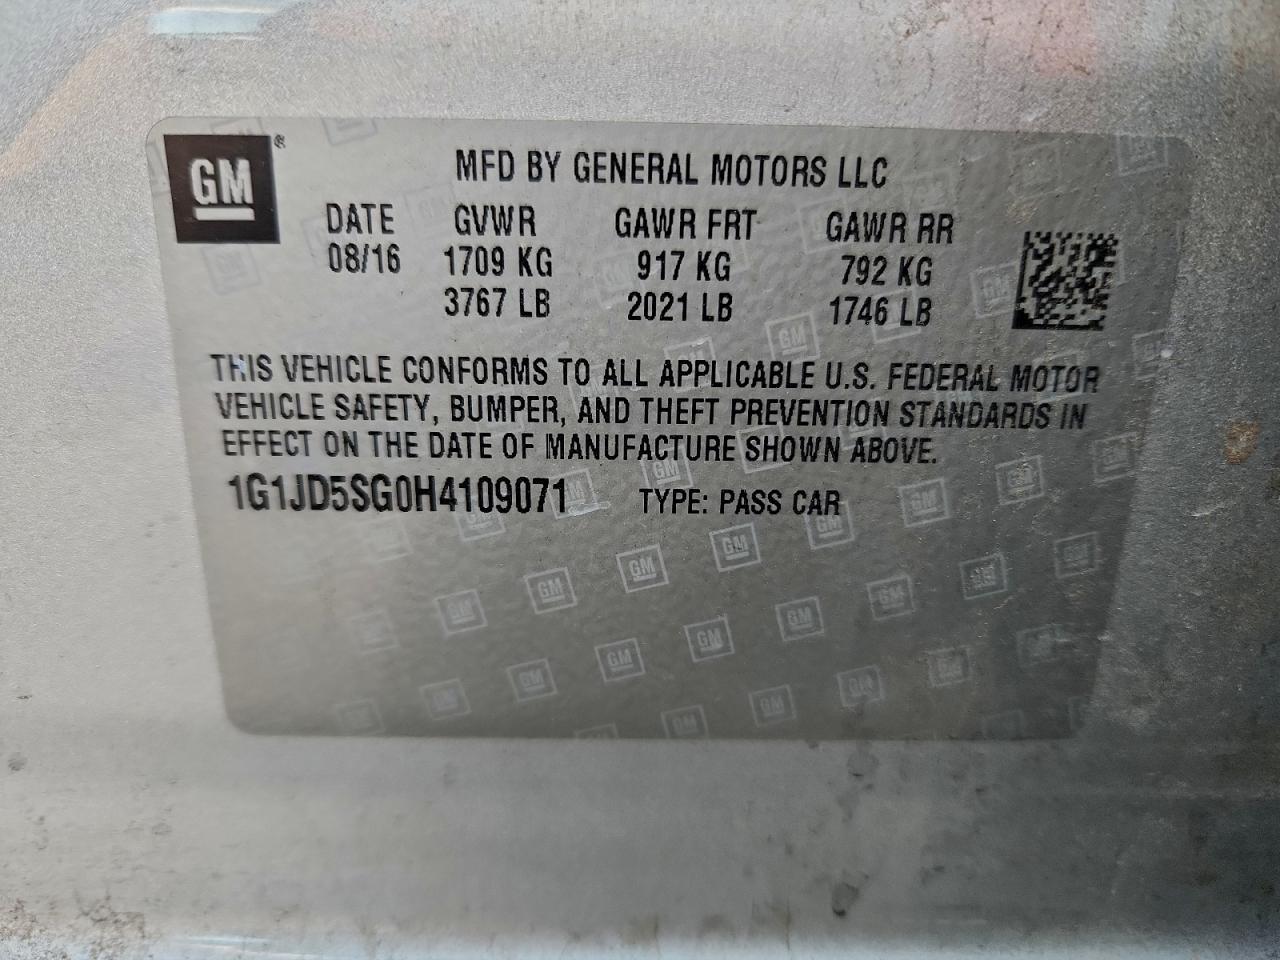 GM®
MFD BY GENERAL MOTORS LLC
DATE GVWR GAWR FRT GAWR RR
08/16 1709 KG 917 KG 792 KG
3767 LB 2021 LB 1746 LB
THIS VEHICLE CONFORMS TO ALL APPLICABLE U.S. FEDERAL MOTOR
VEHICLE SAFETY, BUMPER, AND THEFT PREVENTION STANDARDS IN
EFFECT ON THE DATE OF MANUFACTURE SHOWN ABOVE.
1G1JD5SG0H4109071 TYPE: PASS CAR